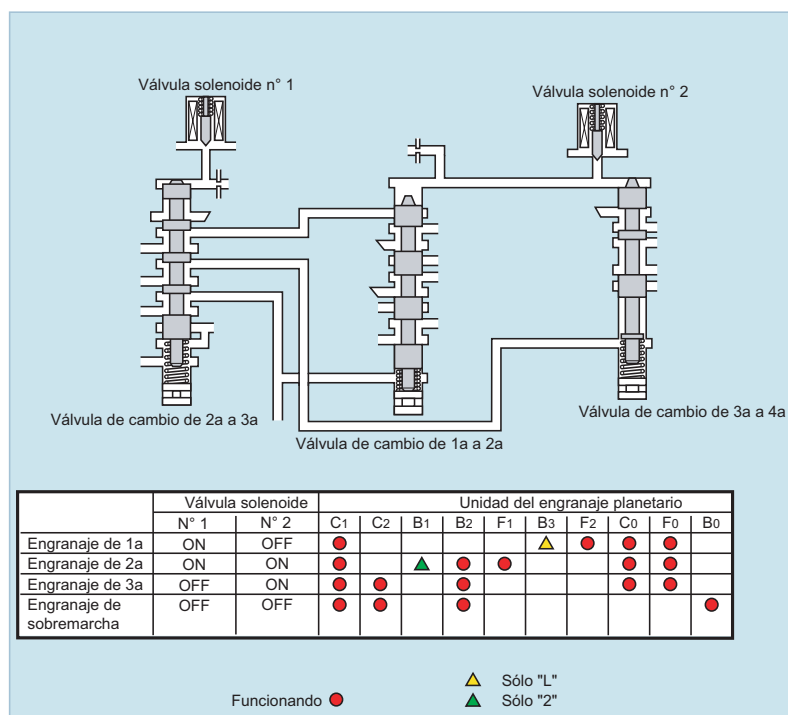 Válvula solenoide n° 1
Válvula solenoide n° 2
Válvula de cambio de 2a a 3a
Válvula de cambio de 1a a 2a
Válvula de cambio de 3a a 4a
Válvula solenoide Unidad del engranaje planetario
N° 1 N° 2 C1 C2 B1 B2 F1 B3 F2 C0 F0 B0
Engranaje de 1a ON OFF
Engranaje de 2a ON ON
Engranaje de 3a OFF ON
Engranaje de sobremarcha OFF OFF
Funcionando
Sólo "L"
Sólo "2"